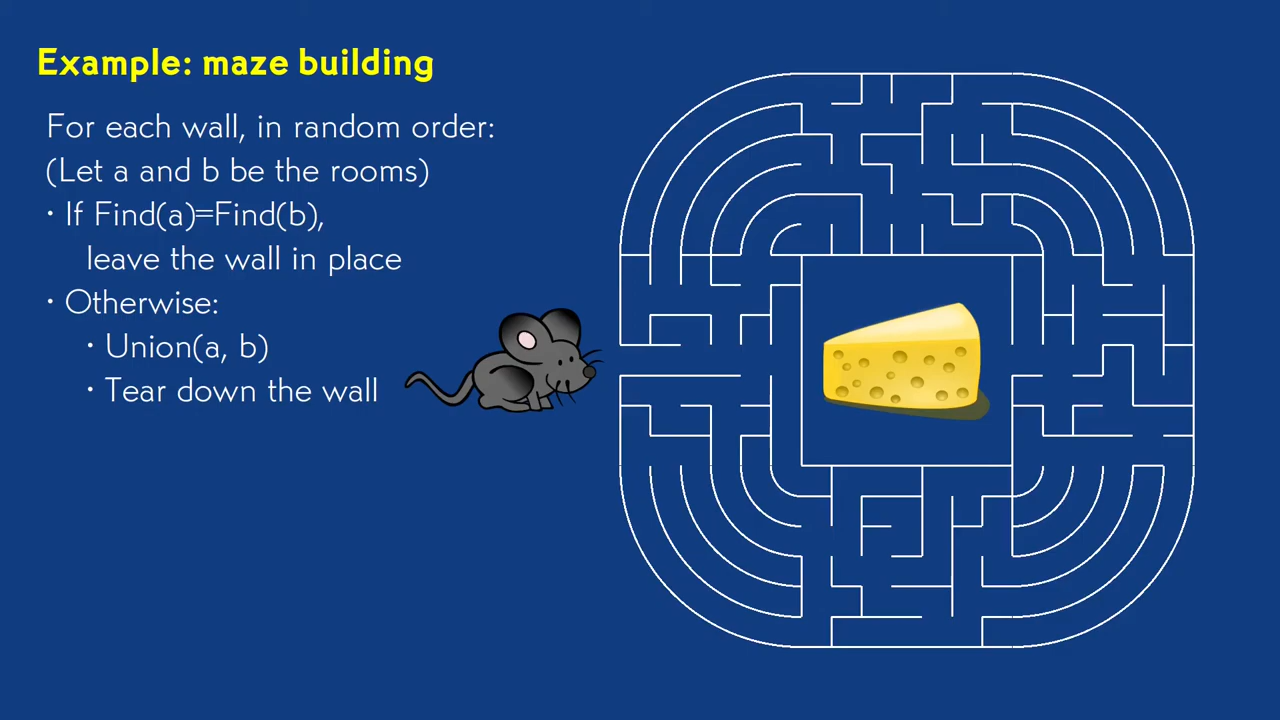 Example: maze building
For each wall, in random order:
(Let a and b be the rooms)
· If Find(a)=Find(b),
leave the wall in place
· Otherwise:
· Union(a, b)
· Tear down the wall